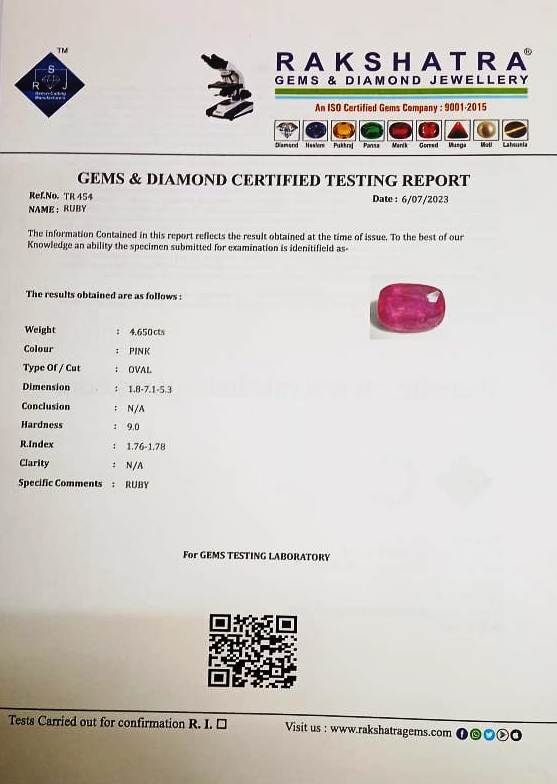 TM
S
R J
RAKSHATRA®
GEMS & DIAMOND JEWELLERY
An ISO Certified Gems Company : 9001-2015
Diamond Neelam Pukhraj Panna Manik Gomed Munga Moti Lahsunia
GEMS & DIAMOND CERTIFIED TESTING REPORT
Ref.No. TR 454
Date : 6/07/2023
NAME : RUBY
The information Contained in this report reflects the result obtained at the time of issue. To the best of our
Knowledge an ability the specimen submitted for examination is idenitifield as-
The results obtained are as follows :
Weight : 4.650cts
Colour : PINK
Type Of / Cut : OVAL
Dimension : 1.8-7.1-5.3
Conclusion : N/A
Hardness : 9.0
R.Index : 1.76-1.78
Clarity : N/A
Specific Comments : RUBY
For GEMS TESTING LABORATORY
Tests Carried out for confirmation R. I. ☐
Visit us : www.rakshatragems.com